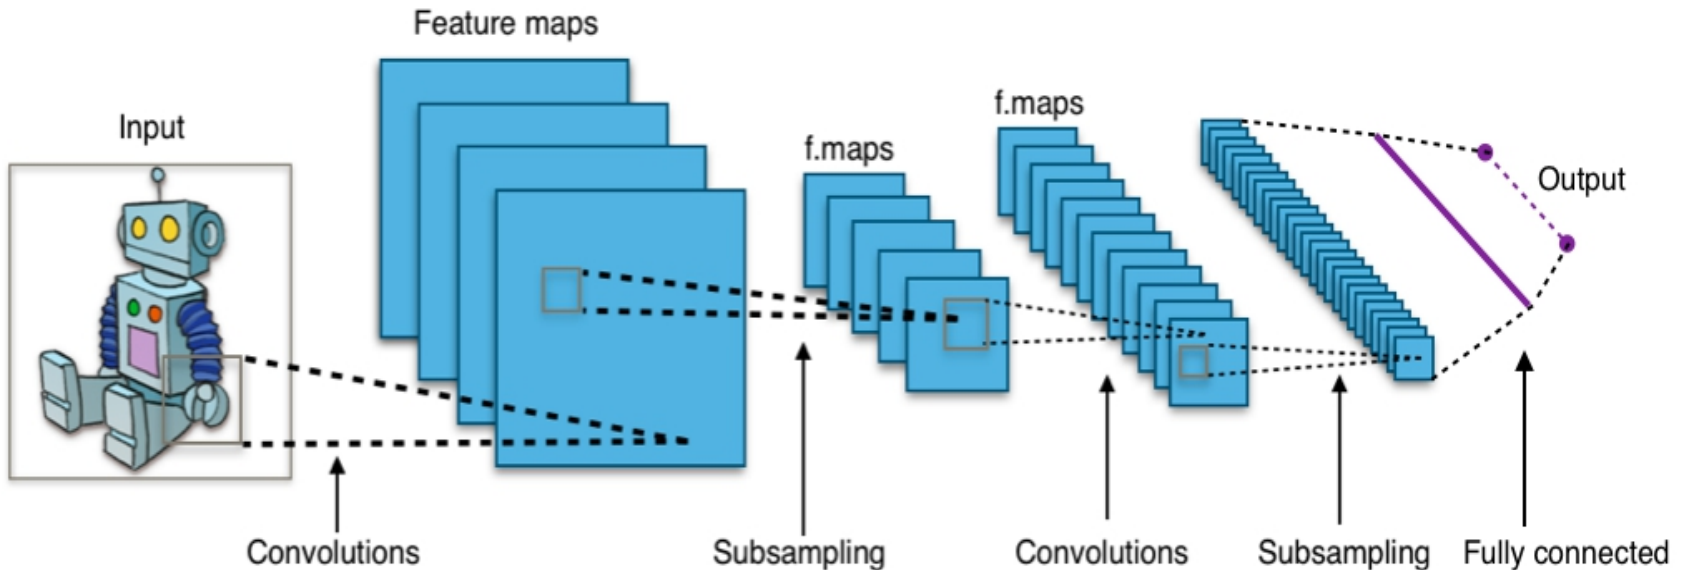 Feature maps
f.maps
Input
f.maps
Output
Convolutions
Subsampling
Convolutions
Subsampling
Fully connected